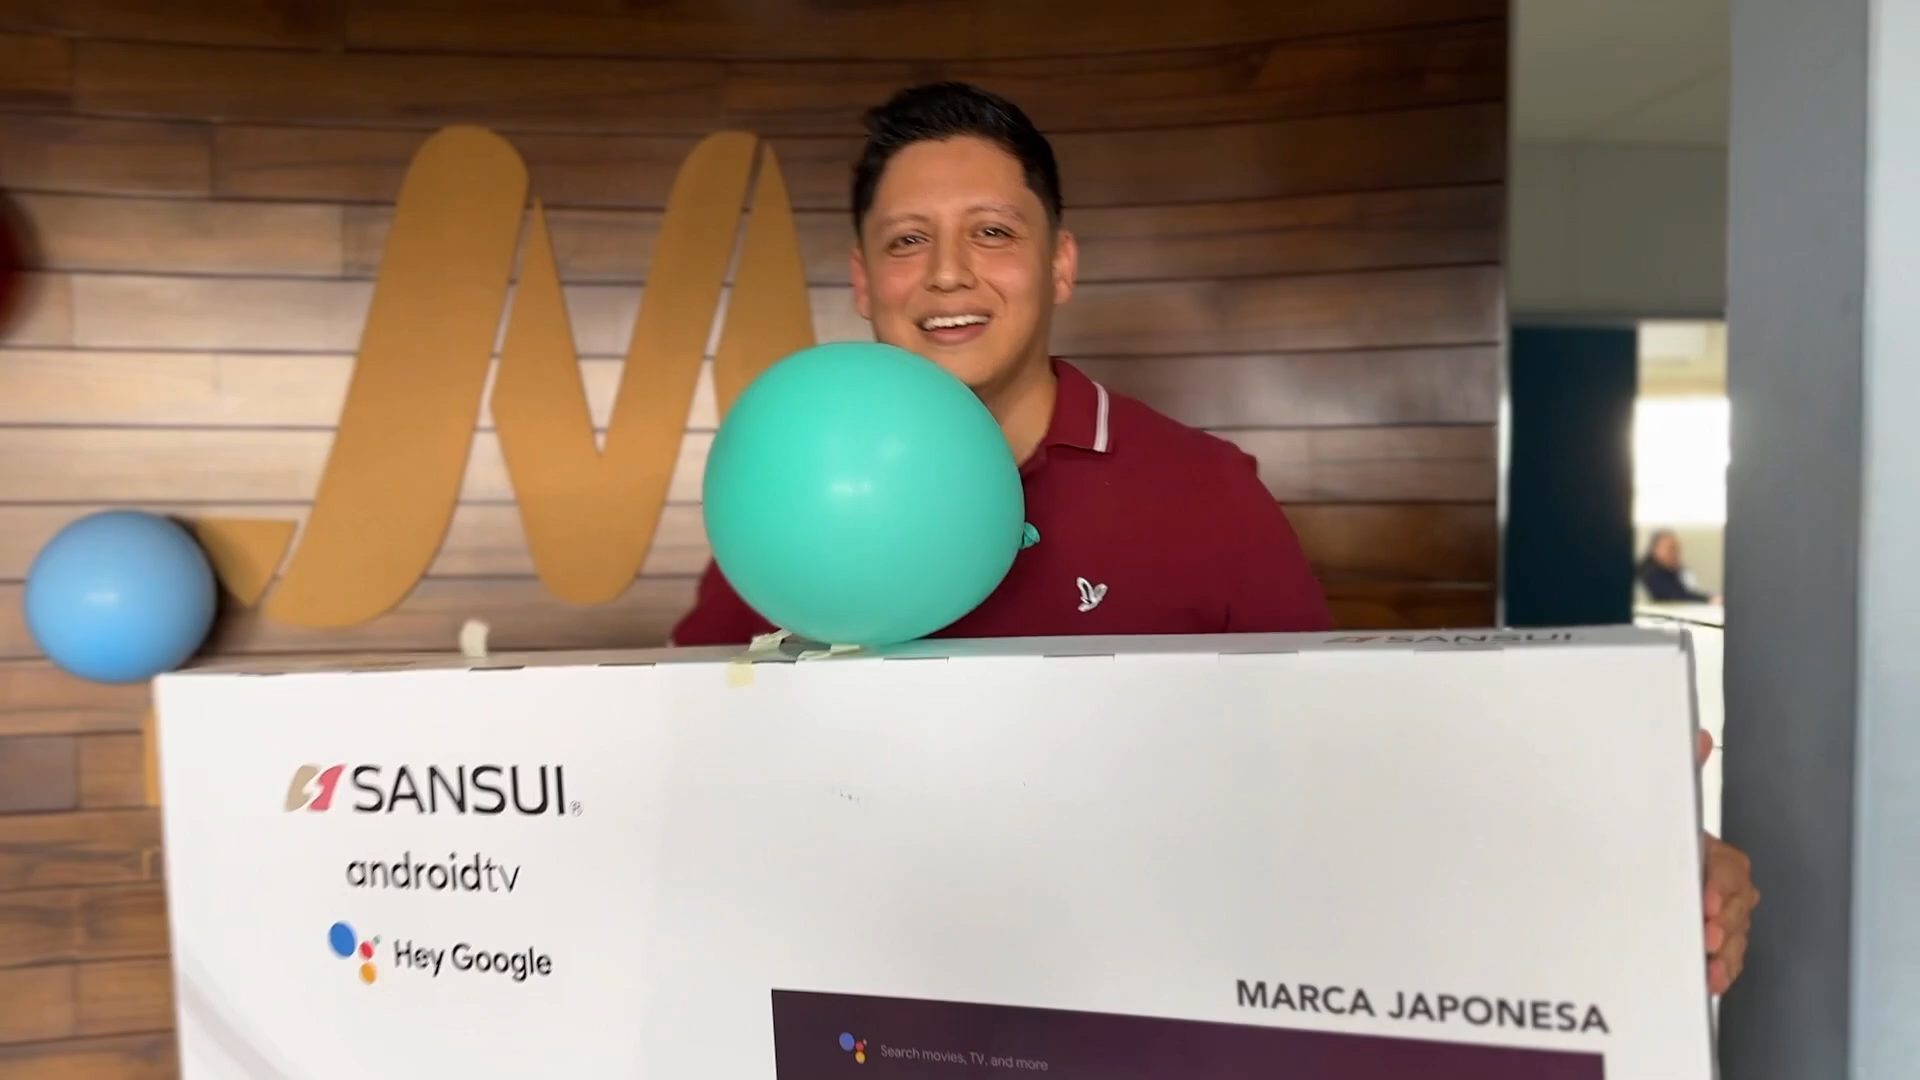 SANSUI
SANSUI®
androidtv
Hey Google
MARCA JAPONESA
Search movies, TV, and more